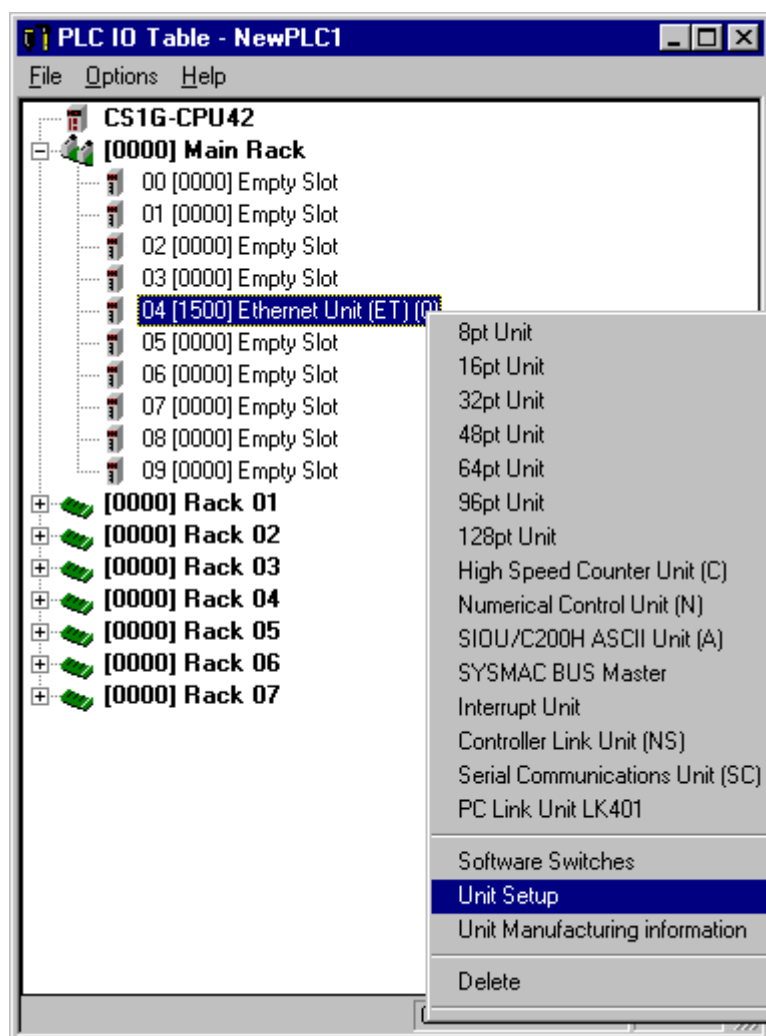 PLC IO Table - NewPLC1
File Options Help
CS1G-CPU42
[0000] Main Rack
00 [0000] Empty Slot
01 [0000] Empty Slot
02 [0000] Empty Slot
03 [0000] Empty Slot
04 [1500] Ethernet Unit (ET) (0)
05 [0000] Empty Slot
06 [0000] Empty Slot
07 [0000] Empty Slot
08 [0000] Empty Slot
09 [0000] Empty Slot
[0000] Rack 01
[0000] Rack 02
[0000] Rack 03
[0000] Rack 04
[0000] Rack 05
[0000] Rack 06
[0000] Rack 07
8pt Unit
16pt Unit
32pt Unit
48pt Unit
64pt Unit
96pt Unit
128pt Unit
High Speed Counter Unit (C)
Numerical Control Unit (N)
SIOU/C200H ASCII Unit (A)
SYSMAC BUS Master
Interrupt Unit
Controller Link Unit (NS)
Serial Communications Unit (SC)
PC Link Unit LK401
Software Switches
Unit Setup
Unit Manufacturing information
Delete